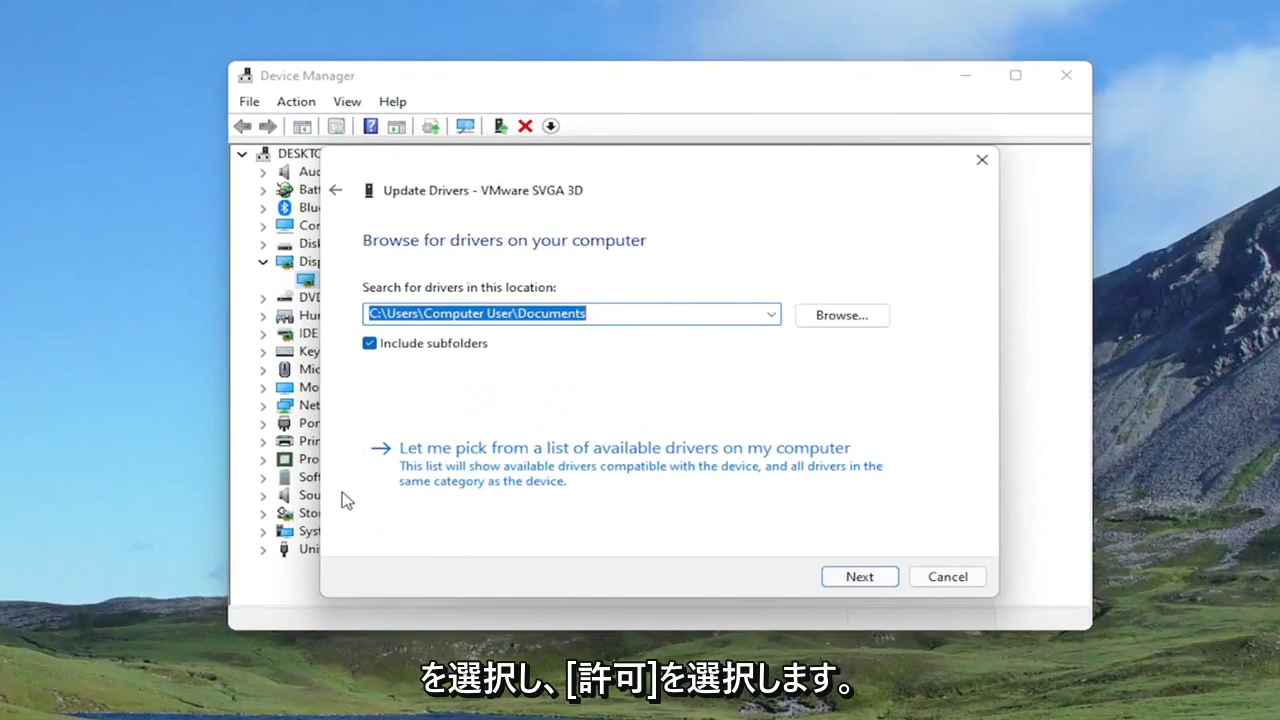 Device Manager
File Action View Help
DESKTO
Aud
Batt
Blu
Cor
Disk
Disp
DVD
Hur
IDE
Key
Mic
Mo
Net
Por
Prin
Pro
Soft
Sou
Sto
Syst
Uni
Update Drivers - VMware SVGA 3D
Browse for drivers on your computer
Search for drivers in this location:
C:\Users\Computer User\Documents
Browse...
Include subfolders
Let me pick from a list of available drivers on my computer
This list will show available drivers compatible with the device, and all drivers in the
same category as the device.
Next Cancel
を選択し、[許可]を選択します。